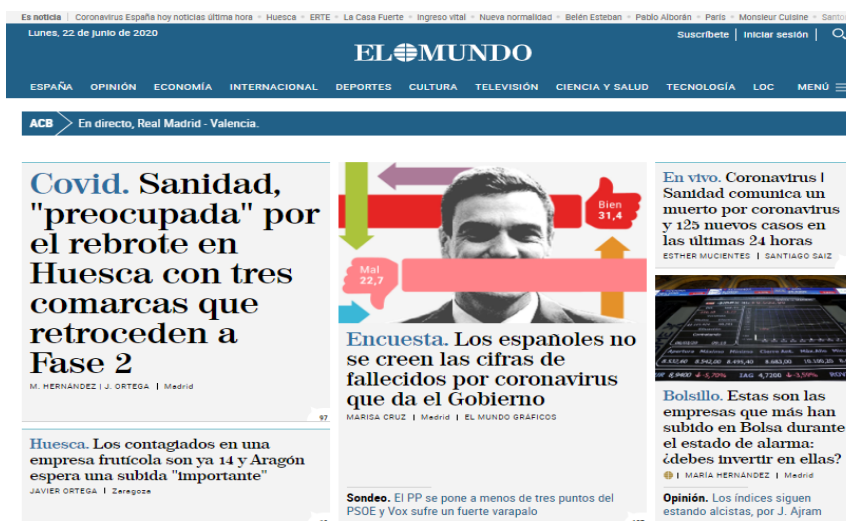 Es noticia | Coronavirus España hoy noticias última hora Huesca ERTE La Casa Fuerte Ingreso vital Nueva normalidad Belén Esteban Pablo Alborán París Monsieur Cuisine
Lunes, 22 de junio de 2020
Suscríbete | Iniciar sesión |
EL MUNDO
ESPAÑA OPINIÓN ECONOMÍA INTERNACIONAL DEPORTES CULTURA TELEVISIÓN CIENCIA Y SALUD TECNOLOGÍA LOC MENÚ
ACB En directo, Real Madrid - Valencia.
Covid. Sanidad,
"preocupada" por
el rebrote en
Huesca con tres
comarcas que
retroceden a
Fase 2
M. HERNÁNDEZ | J. ORTEGA | Madrid
97
Huesca. Los contagiados en una
empresa frutícola son ya 14 y Aragón
espera una subida "importante"
JAVIER ORTEGA | Zaragoza
Bien
31,4
Mal
22,7
Encuesta. Los españoles no
se creen las cifras de
fallecidos por coronavirus
que da el Gobierno
MARISA CRUZ | Madrid | EL MUNDO GRÁFICOS
Sondeo. El PP se pone a menos de tres puntos del
PSOE y Vox sufre un fuerte varapalo
En vivo. Coronavirus |
Sanidad comunica un
muerto por coronavirus
y 125 nuevos casos en
las últimas 24 horas
ESTHER MUCIENTES | SANTIAGO SAIZ
Bolsillo. Estas son las
empresas que más han
subido en Bolsa durante
el estado de alarma:
¿debes invertir en ellas?
| MARÍA HERNÁNDEZ | Madrid
Opinión. Los índices siguen
estando alcistas, por J. Ajram